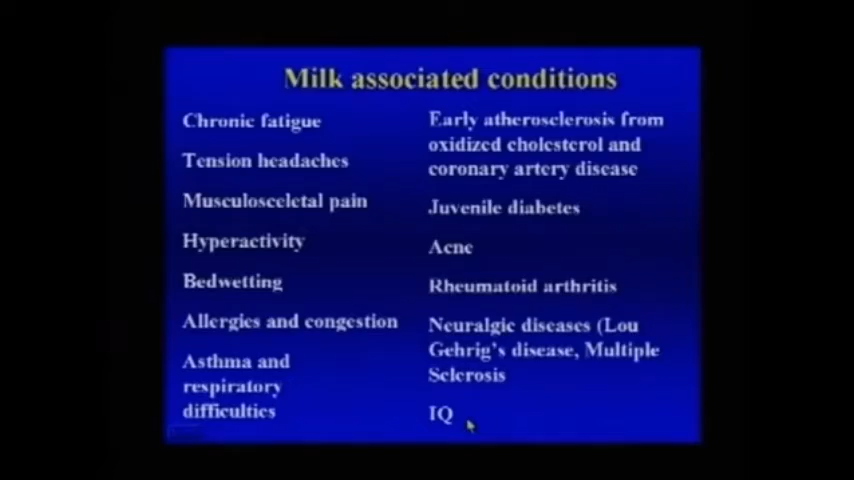 Milk associated conditions
Chronic fatigue
Tension headaches
Musculosceletal pain
Hyperactivity
Bedwetting
Allergies and congestion
Asthma and
respiratory
difficulties
Early atherosclerosis from
oxidized cholesterol and
coronary artery disease
Juvenile diabetes
Acne
Rheumatoid arthritis
Neuralgic diseases (Lou
Gehrig's disease, Multiple
Sclerosis
IQ